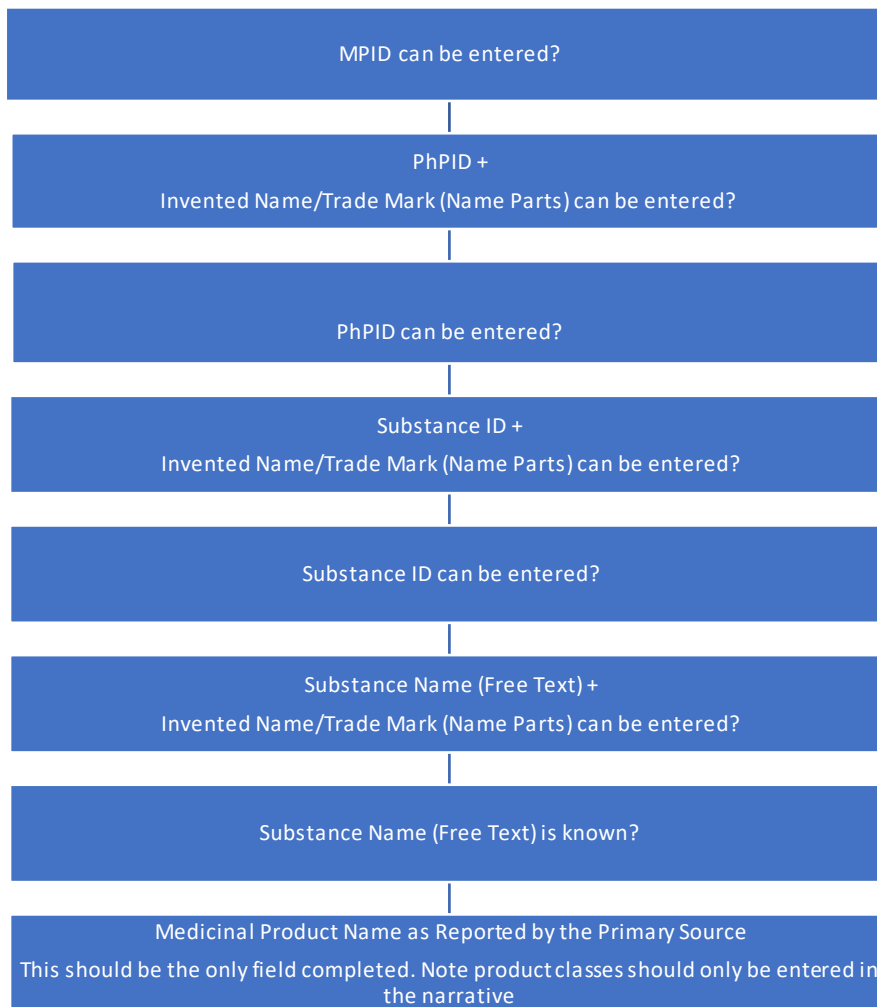 MPID can be entered?
PhPID +
Invented Name/Trade Mark (Name Parts) can be entered?
PhPID can be entered?
Substance ID +
Invented Name/Trade Mark (Name Parts) can be entered?
Substance ID can be entered?
Substance Name (Free Text) +
Invented Name/Trade Mark (Name Parts) can be entered?
Substance Name (Free Text) is known?
Medicinal Product Name as Reported by the Primary Source
This should be the only field completed. Note product classes should only be entered in
the narrative